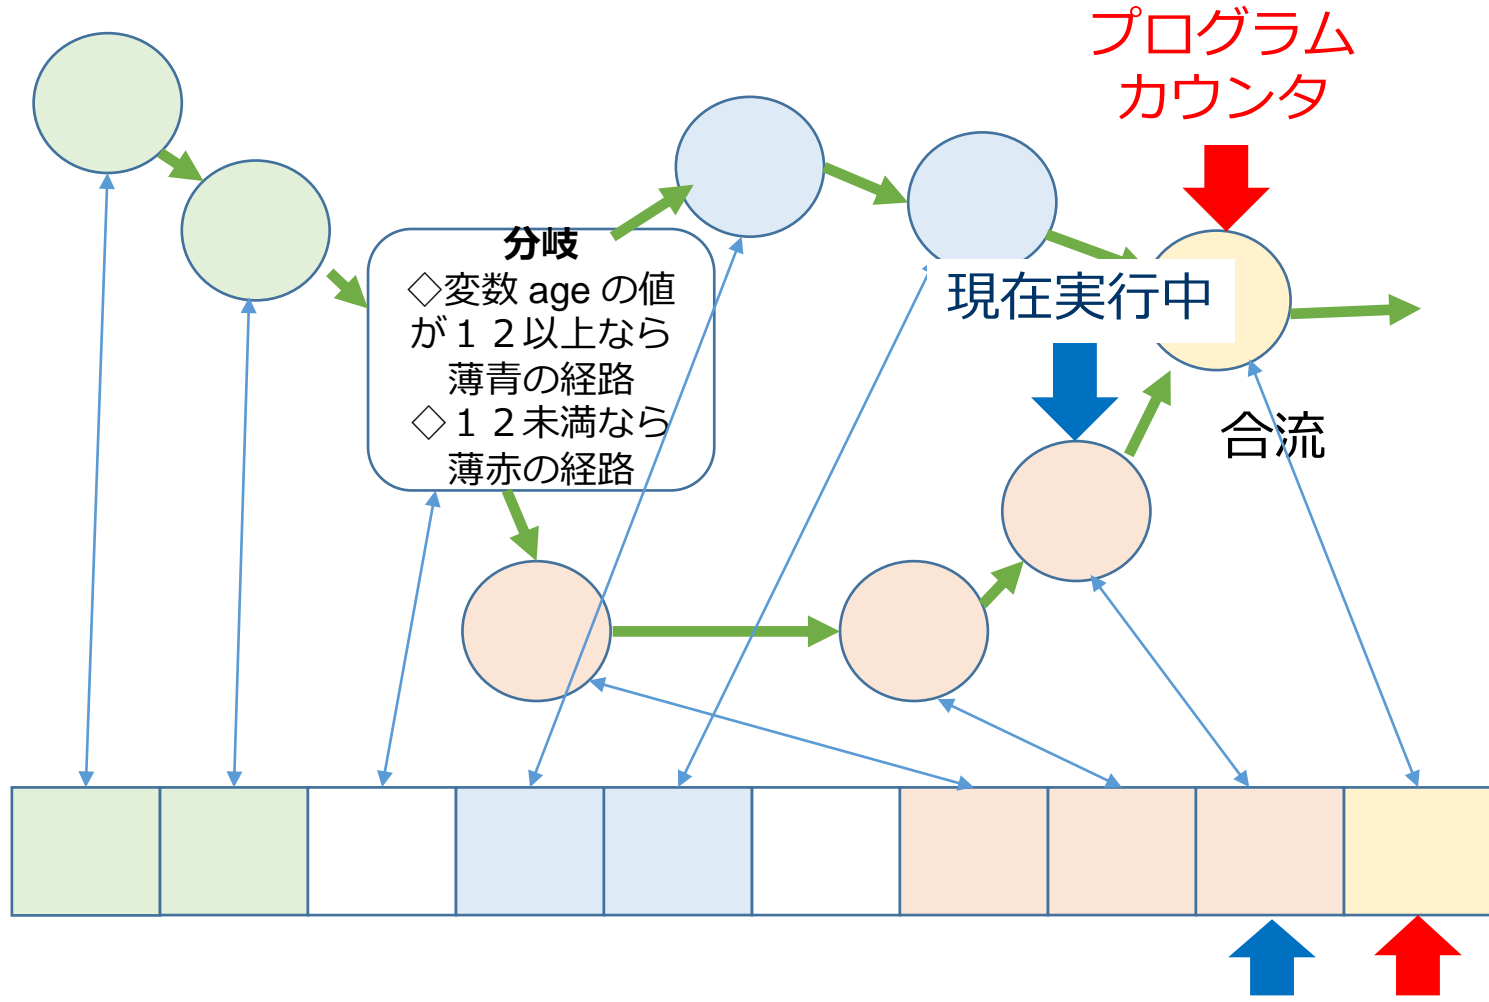 プログラム
カウンタ
分岐
◇変数 age の値
が１２以上なら
薄青の経路
◇１２未満なら
薄赤の経路
現在実行中
合流